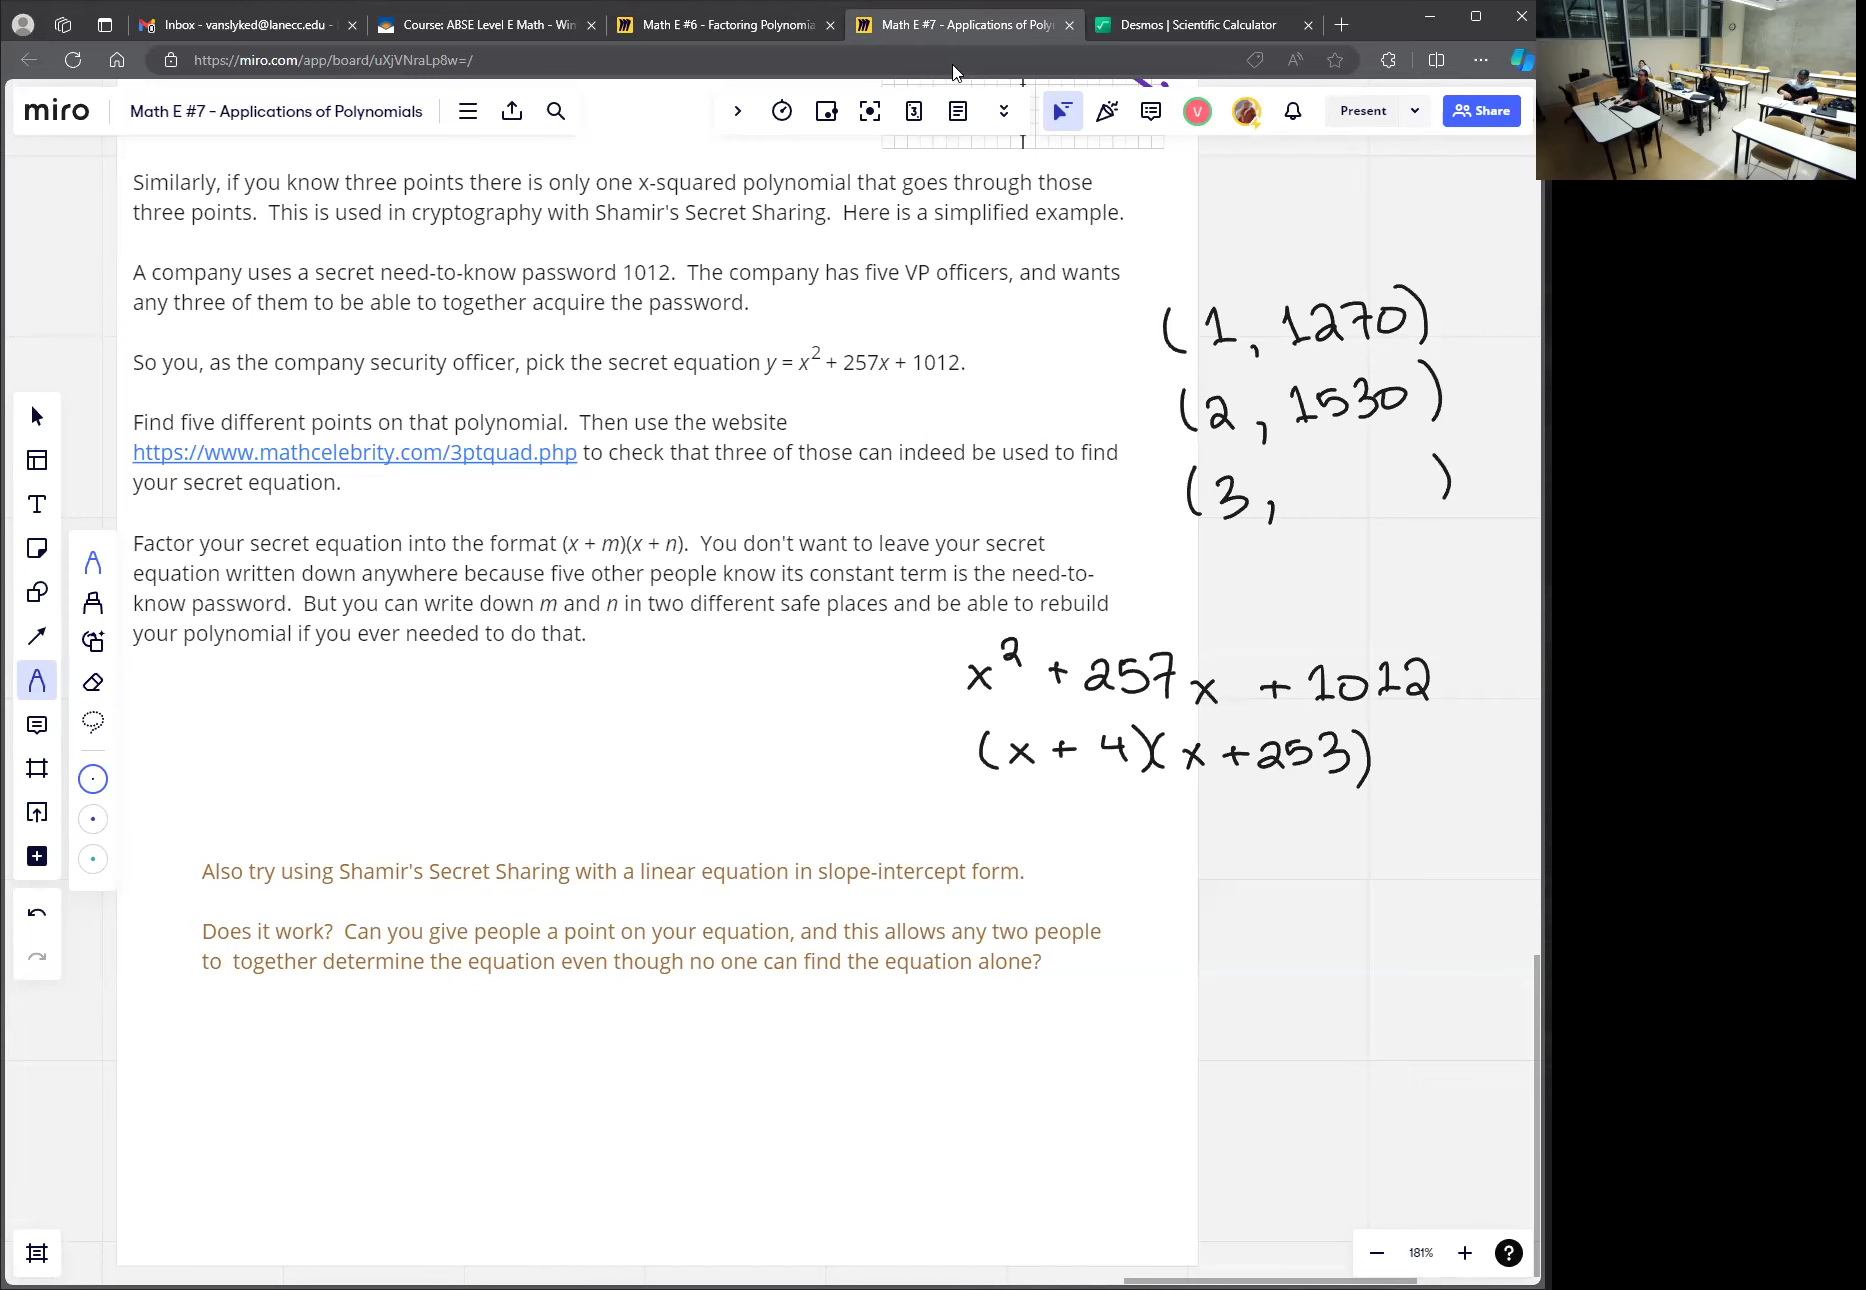 Inbox - vanslyked@lanecc.edu -
Course: ABSE Level E Math - Win
Math E #6 - Factoring Polynomia
Math E #7 - Applications of Poly
Desmos | Scientific Calculator
https://miro.com/app/board/uXjVNraLp8w=/
miro
Math E #7 - Applications of Polynomials
V
Present
Share
Similarly, if you know three points there is only one x-squared polynomial that goes through those
three points. This is used in cryptography with Shamir's Secret Sharing. Here is a simplified example.
A company uses a secret need-to-know password 1012. The company has five VP officers, and wants
any three of them to be able to together acquire the password.
So you, as the company security officer, pick the secret equation y = x² + 257x + 1012.
Find five different points on that polynomial. Then use the website
https://www.mathcelebrity.com/3ptquad.php to check that three of those can indeed be used to find
your secret equation.
Factor your secret equation into the format (x + m)(x + n). You don't want to leave your secret
equation written down anywhere because five other people know its constant term is the need-to-
know password. But you can write down m and n in two different safe places and be able to rebuild
your polynomial if you ever needed to do that.
(1, 1270)
(2, 1530)
(3, )
x² + 257x + 1012
(x + 4)(x + 253)
Also try using Shamir's Secret Sharing with a linear equation in slope-intercept form.
Does it work? Can you give people a point on your equation, and this allows any two people
to together determine the equation even though no one can find the equation alone?
181%